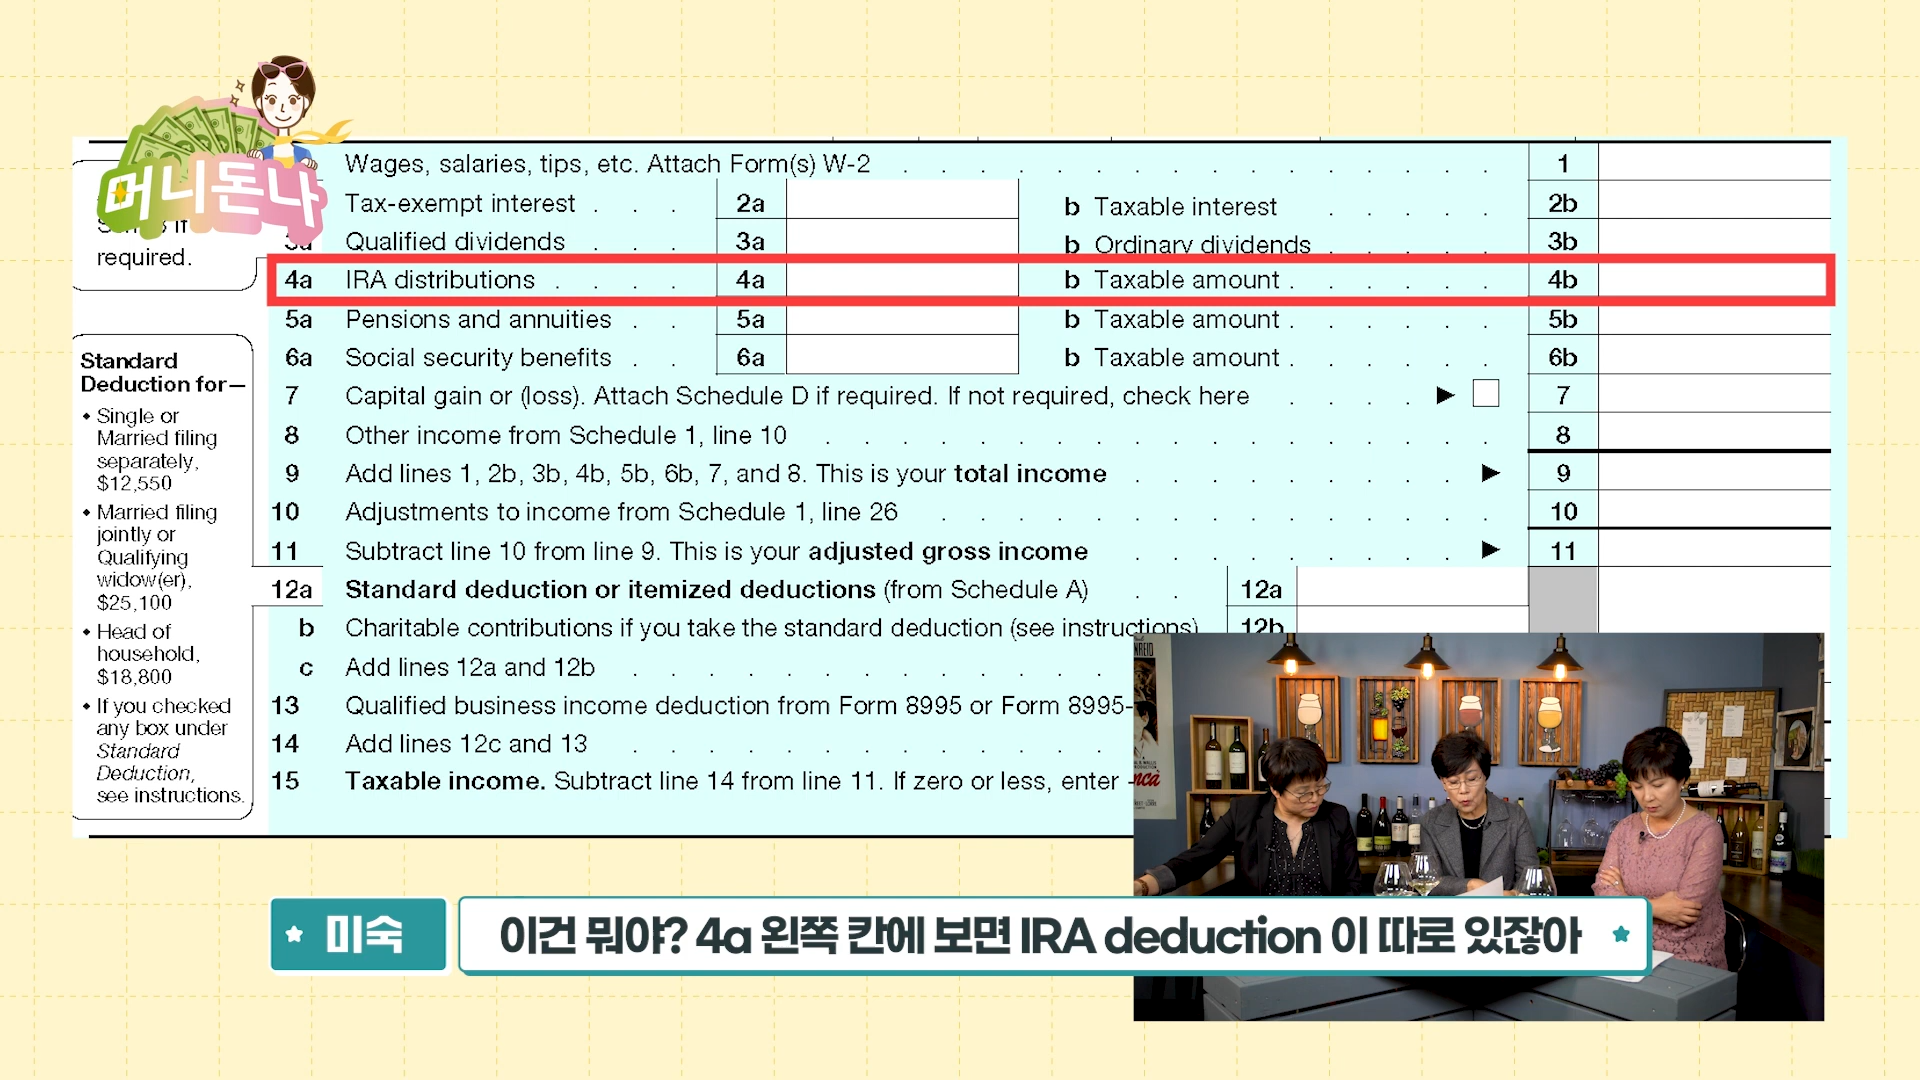 머니돈나
required.
Standard
Deduction for—
• Single or
Married filing
separately,
$12,550
• Married filing
jointly or
Qualifying
widow(er),
$25,100
• Head of
household,
$18,800
• If you checked
any box under
Standard
Deduction,
see instructions.
Wages, salaries, tips, etc. Attach Form(s) W-2 . . . . . . . . . . . . . . . . 1
Tax-exempt interest . . . 2a b Taxable interest . . . . . 2b
3a Qualified dividends . . . 3a b Ordinary dividends . . . . . 3b
4a IRA distributions . . . . 4a b Taxable amount . . . . . . 4b
5a Pensions and annuities . . 5a b Taxable amount . . . . . . 5b
6a Social security benefits . . 6a b Taxable amount . . . . . . 6b
7 Capital gain or (loss). Attach Schedule D if required. If not required, check here . . . . ▶ 7
8 Other income from Schedule 1, line 10 . . . . . . . . . . . . . . . . . . 8
9 Add lines 1, 2b, 3b, 4b, 5b, 6b, 7, and 8. This is your total income . . . . . . . . . ▶ 9
10 Adjustments to income from Schedule 1, line 26 . . . . . . . . . . . . . . . 10
11 Subtract line 10 from line 9. This is your adjusted gross income . . . . . . . . . ▶ 11
12a Standard deduction or itemized deductions (from Schedule A) . . 12a
b Charitable contributions if you take the standard deduction (see instructions) 12b
c Add lines 12a and 12b . . . . . . . . . . . . .
13 Qualified business income deduction from Form 8995 or Form 8995-
14 Add lines 12c and 13 . . . . . . . . . . . . .
15 Taxable income. Subtract line 14 from line 11. If zero or less, enter -
미숙
이건 뭐야? 4a 왼쪽 칸에 보면 IRA deduction 이 따로 있잖아